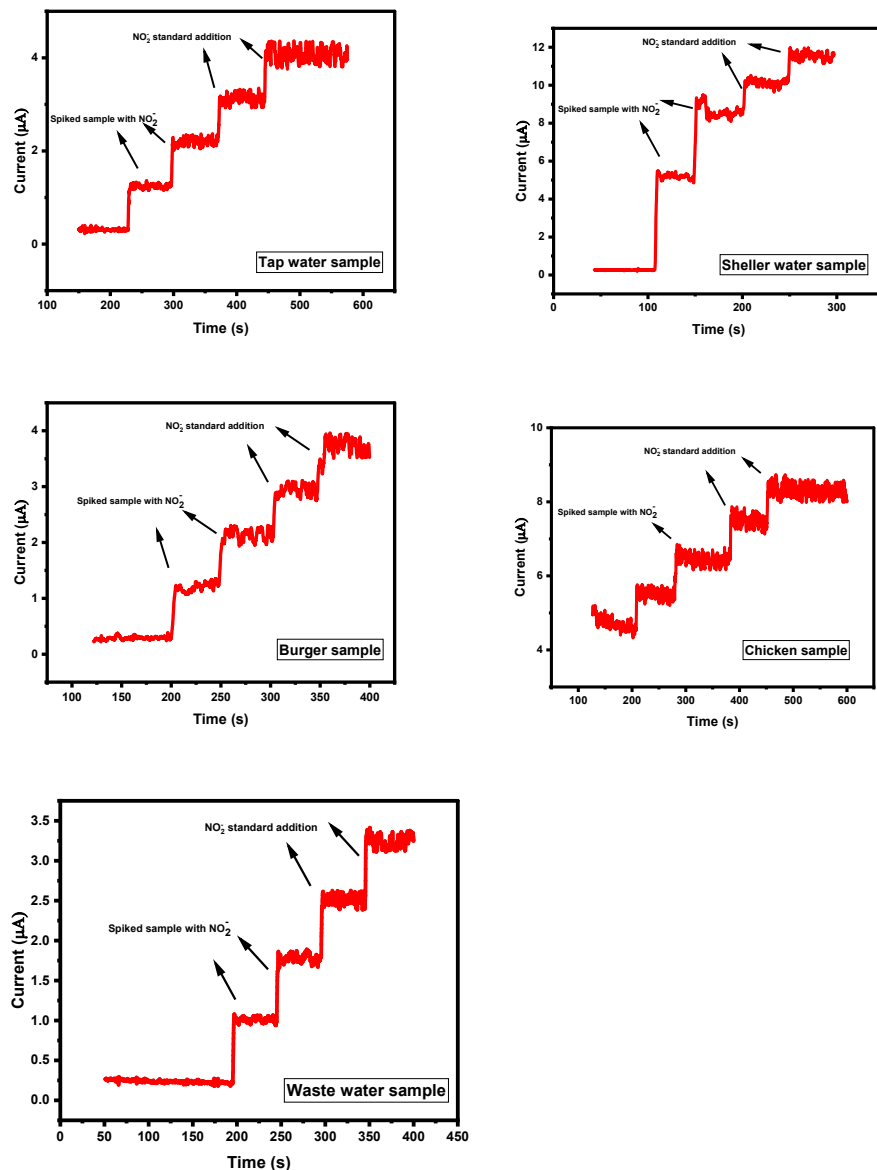 NO₂⁻ standard addition
Spiked sample with NO₂⁻
Current (µA)
4
2
0
Tap water sample
100 200 300 400 500 600
Time (s)
NO₂⁻ standard addition
Spiked sample with NO₂⁻
Current (µA)
12
10
8
6
4
2
0
Sheller water sample
0 100 200 300
Time (s)
NO₂⁻ standard addition
Spiked sample with NO₂⁻
Current (µA)
4
3
2
1
0
Burger sample
100 150 200 250 300 350 400
Time (s)
NO₂⁻ standard addition
Spiked sample with NO₂⁻
Current (µA)
10
8
6
4
Chicken sample
100 200 300 400 500 600
Time (s)
NO₂⁻ standard addition
Spiked sample with NO₂⁻
Current (µA)
3.5
3.0
2.5
2.0
1.5
1.0
0.5
0.0
Waste water sample
0 50 100 150 200 250 300 350 400 450
Time (s)